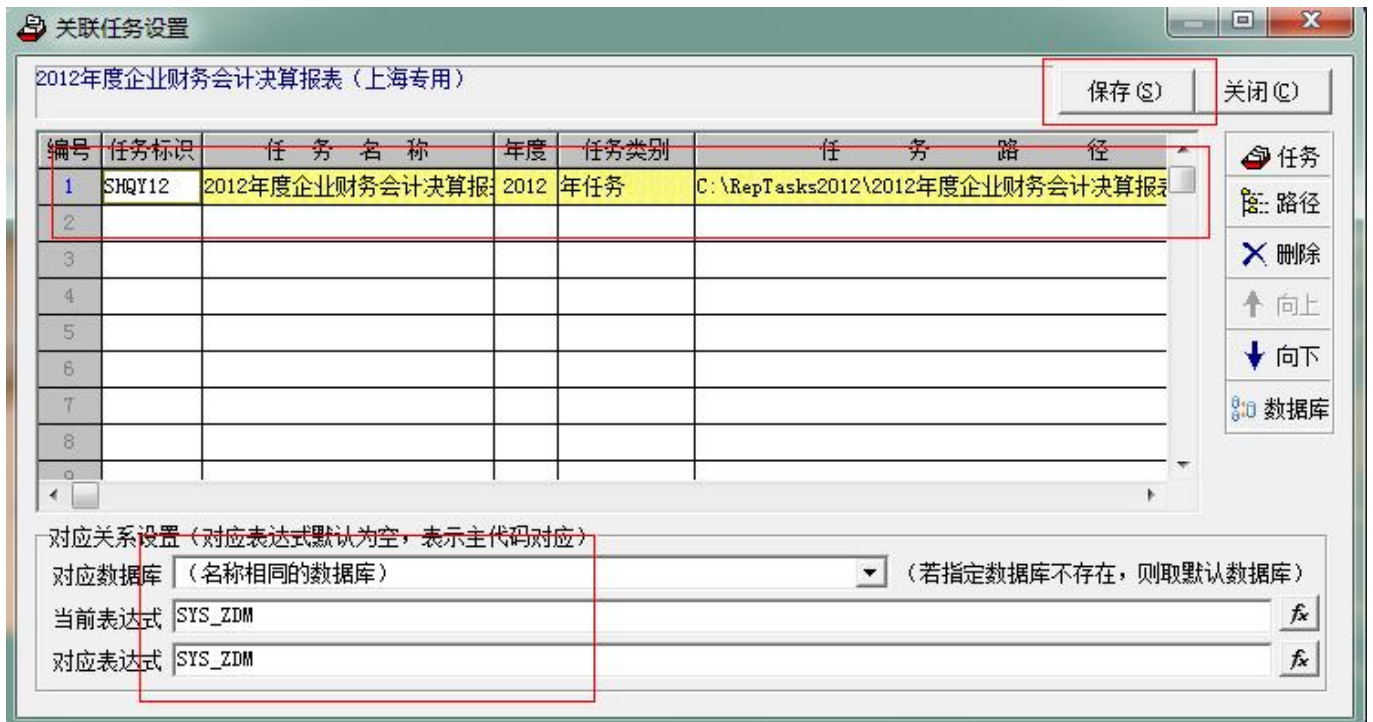 关联任务设置
2012年度企业财务会计决算报表（上海专用）
保存(S) 关闭(C)
编号 任务标识 任务名称 年度 任务类别 任务路径
1 SHQY12 2012年度企业财务会计决算报 2012 年任务 C:\RepTasks2012\2012年度企业财务会计决算报表
2
3
4
5
6
7
8
9
任务
路径
删除
向上
向下
数据库
对应关系设置（对应表达式默认为空，表示主代码对应）
对应数据库 （名称相同的数据库） （若指定数据库不存在，则取默认数据库）
当前表达式 SYS_ZDM fx
对应表达式 SYS_ZDM fx